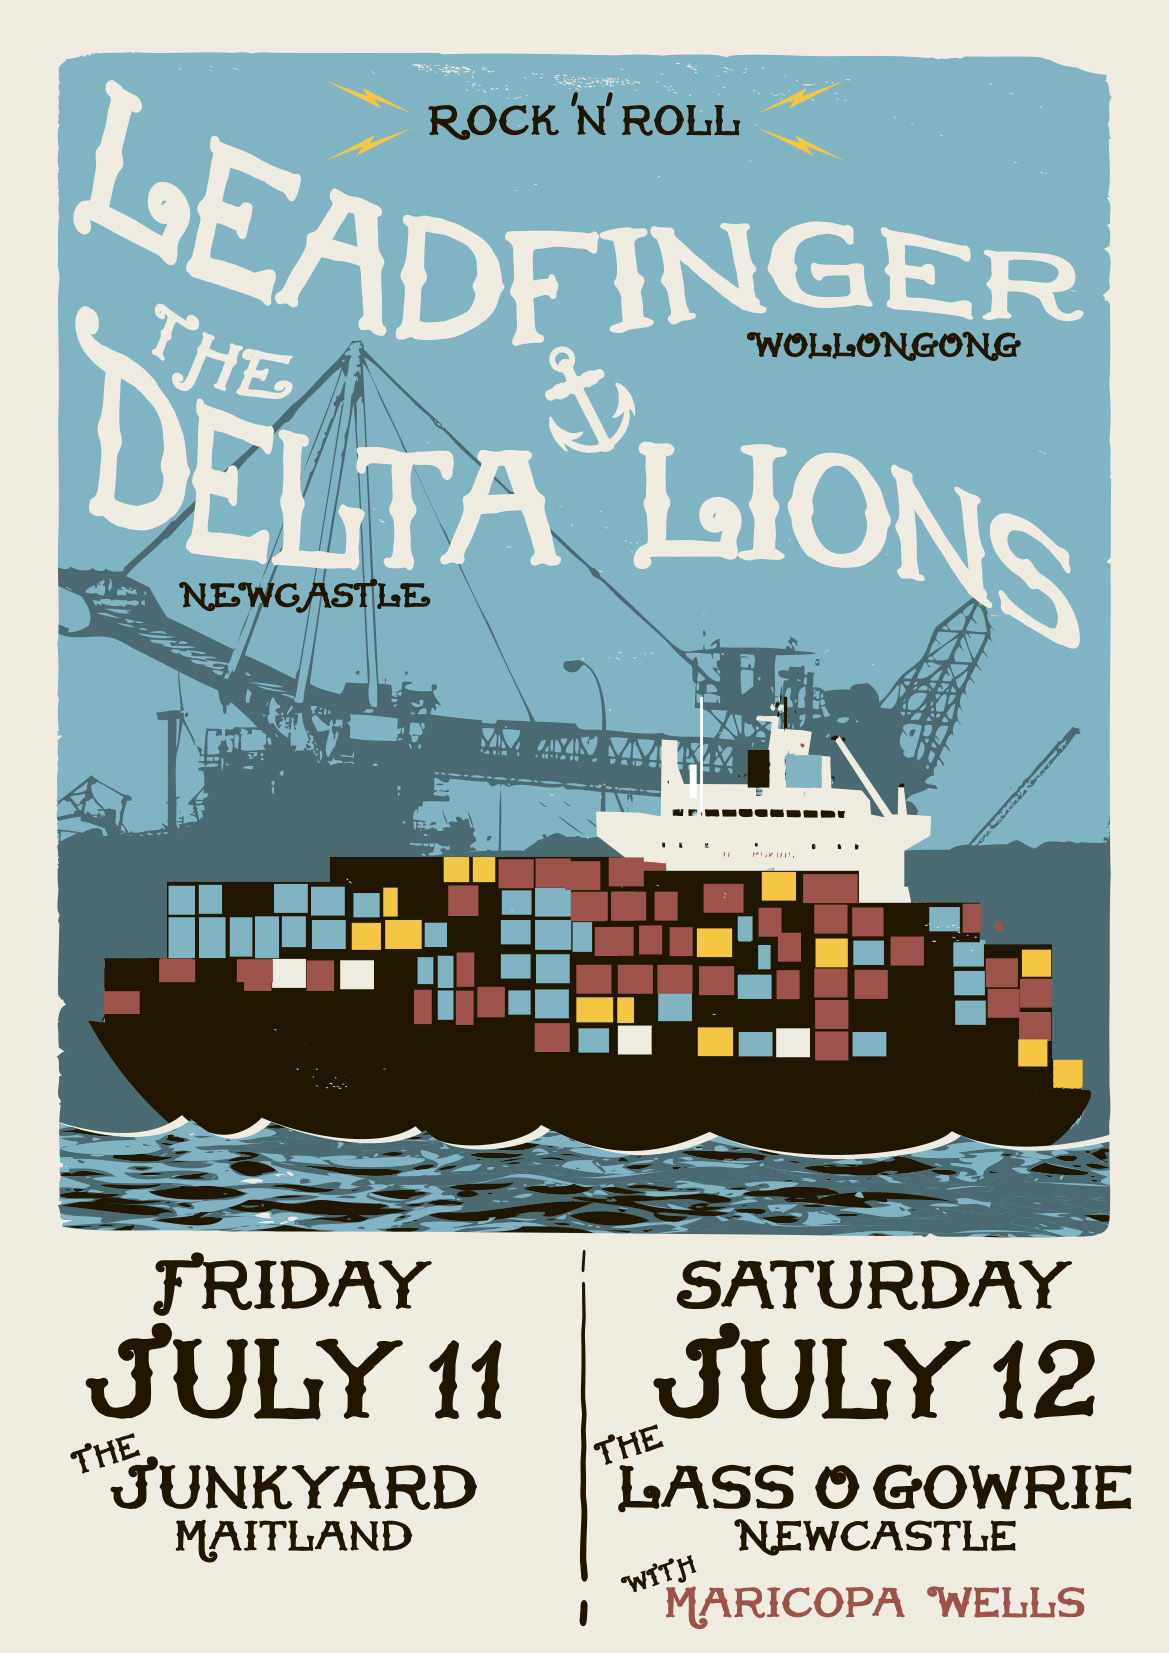 ROCK 'N' ROLL
LEADFINGER
WOLLONGONG
THE
DELTA LIONS
NEWCASTLE
FRIDAY
JULY 11
THE
JUNKYARD
MAITLAND
SATURDAY
JULY 12
THE
LASS O GOWRIE
NEWCASTLE
WITH
MARICOPA WELLS